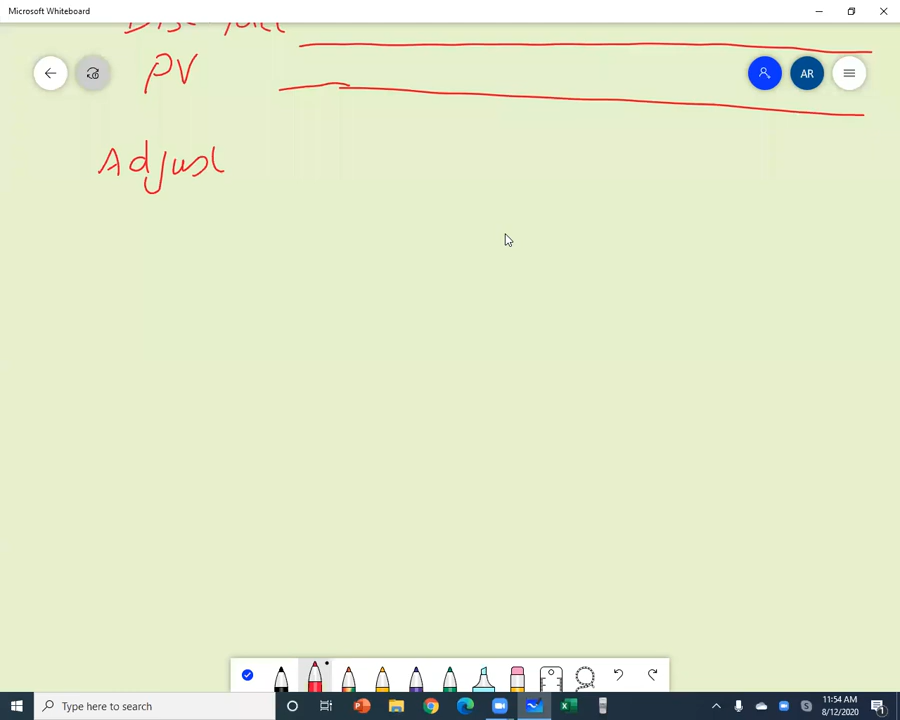 Microsoft Whiteboard
PV
AR
Adjust
Type here to search
11:54 AM
8/12/2020